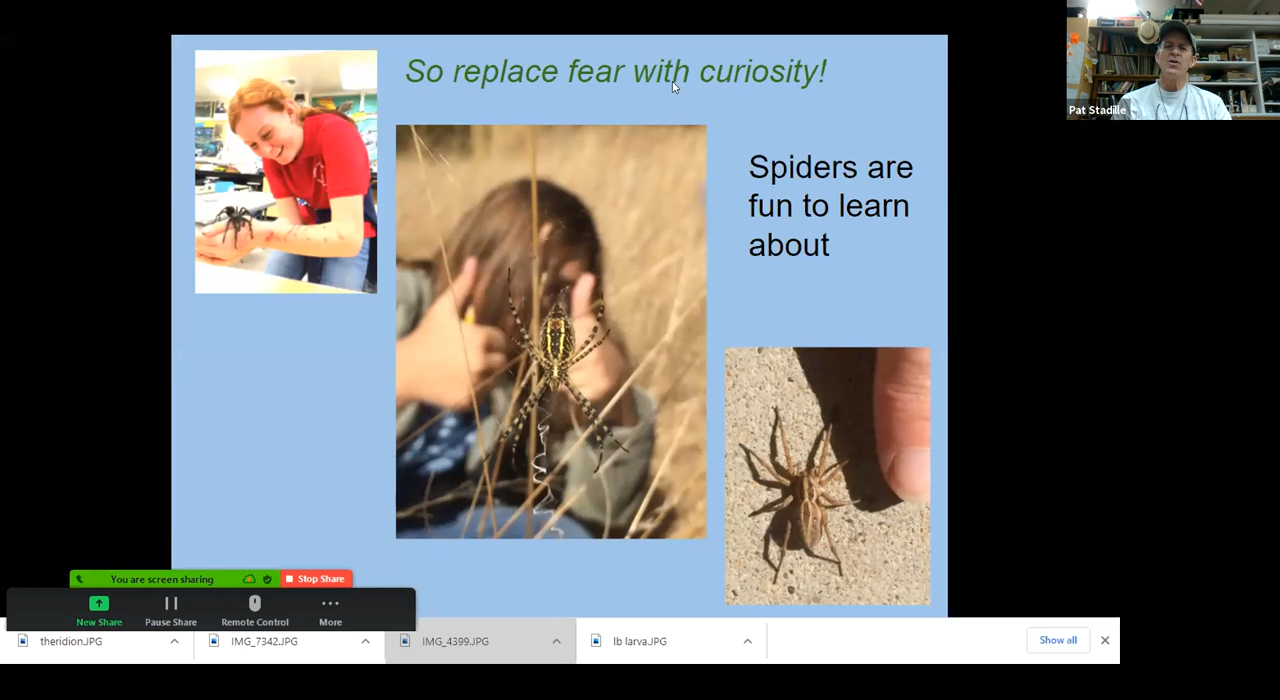 So replace fear with curiosity!
Pat Stadille
Spiders are
fun to learn
about
You are screen sharing
Stop Share
New Share
Pause Share
Remote Control
More
theridion.JPG
IMG_7342.JPG
IMG_4399.JPG
lb larva.JPG
Show all